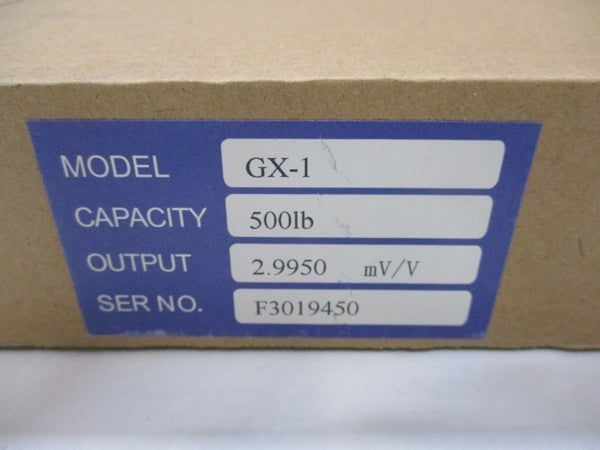 MODEL GX-1
CAPACITY 500lb
OUTPUT 2.9950 mV/V
SER NO. F3019450